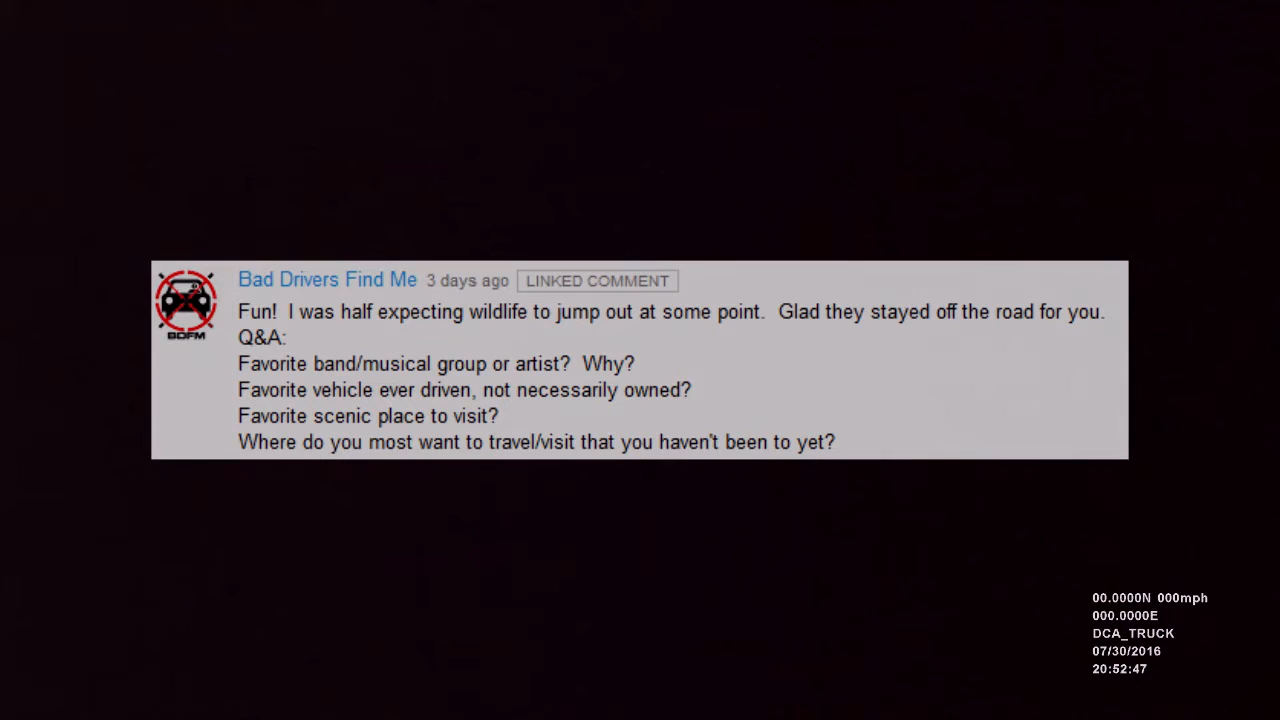 Bad Drivers Find Me 3 days ago LINKED COMMENT
Fun!  I was half expecting wildlife to jump out at some point.  Glad they stayed off the road for you.
Q&A:
Favorite band/musical group or artist?  Why?
Favorite vehicle ever driven, not necessarily owned?
Favorite scenic place to visit?
Where do you most want to travel/visit that you haven't been to yet?
BDFM
00.0000N 000mph
000.0000E
DCA_TRUCK
07/30/2016
20:52:47